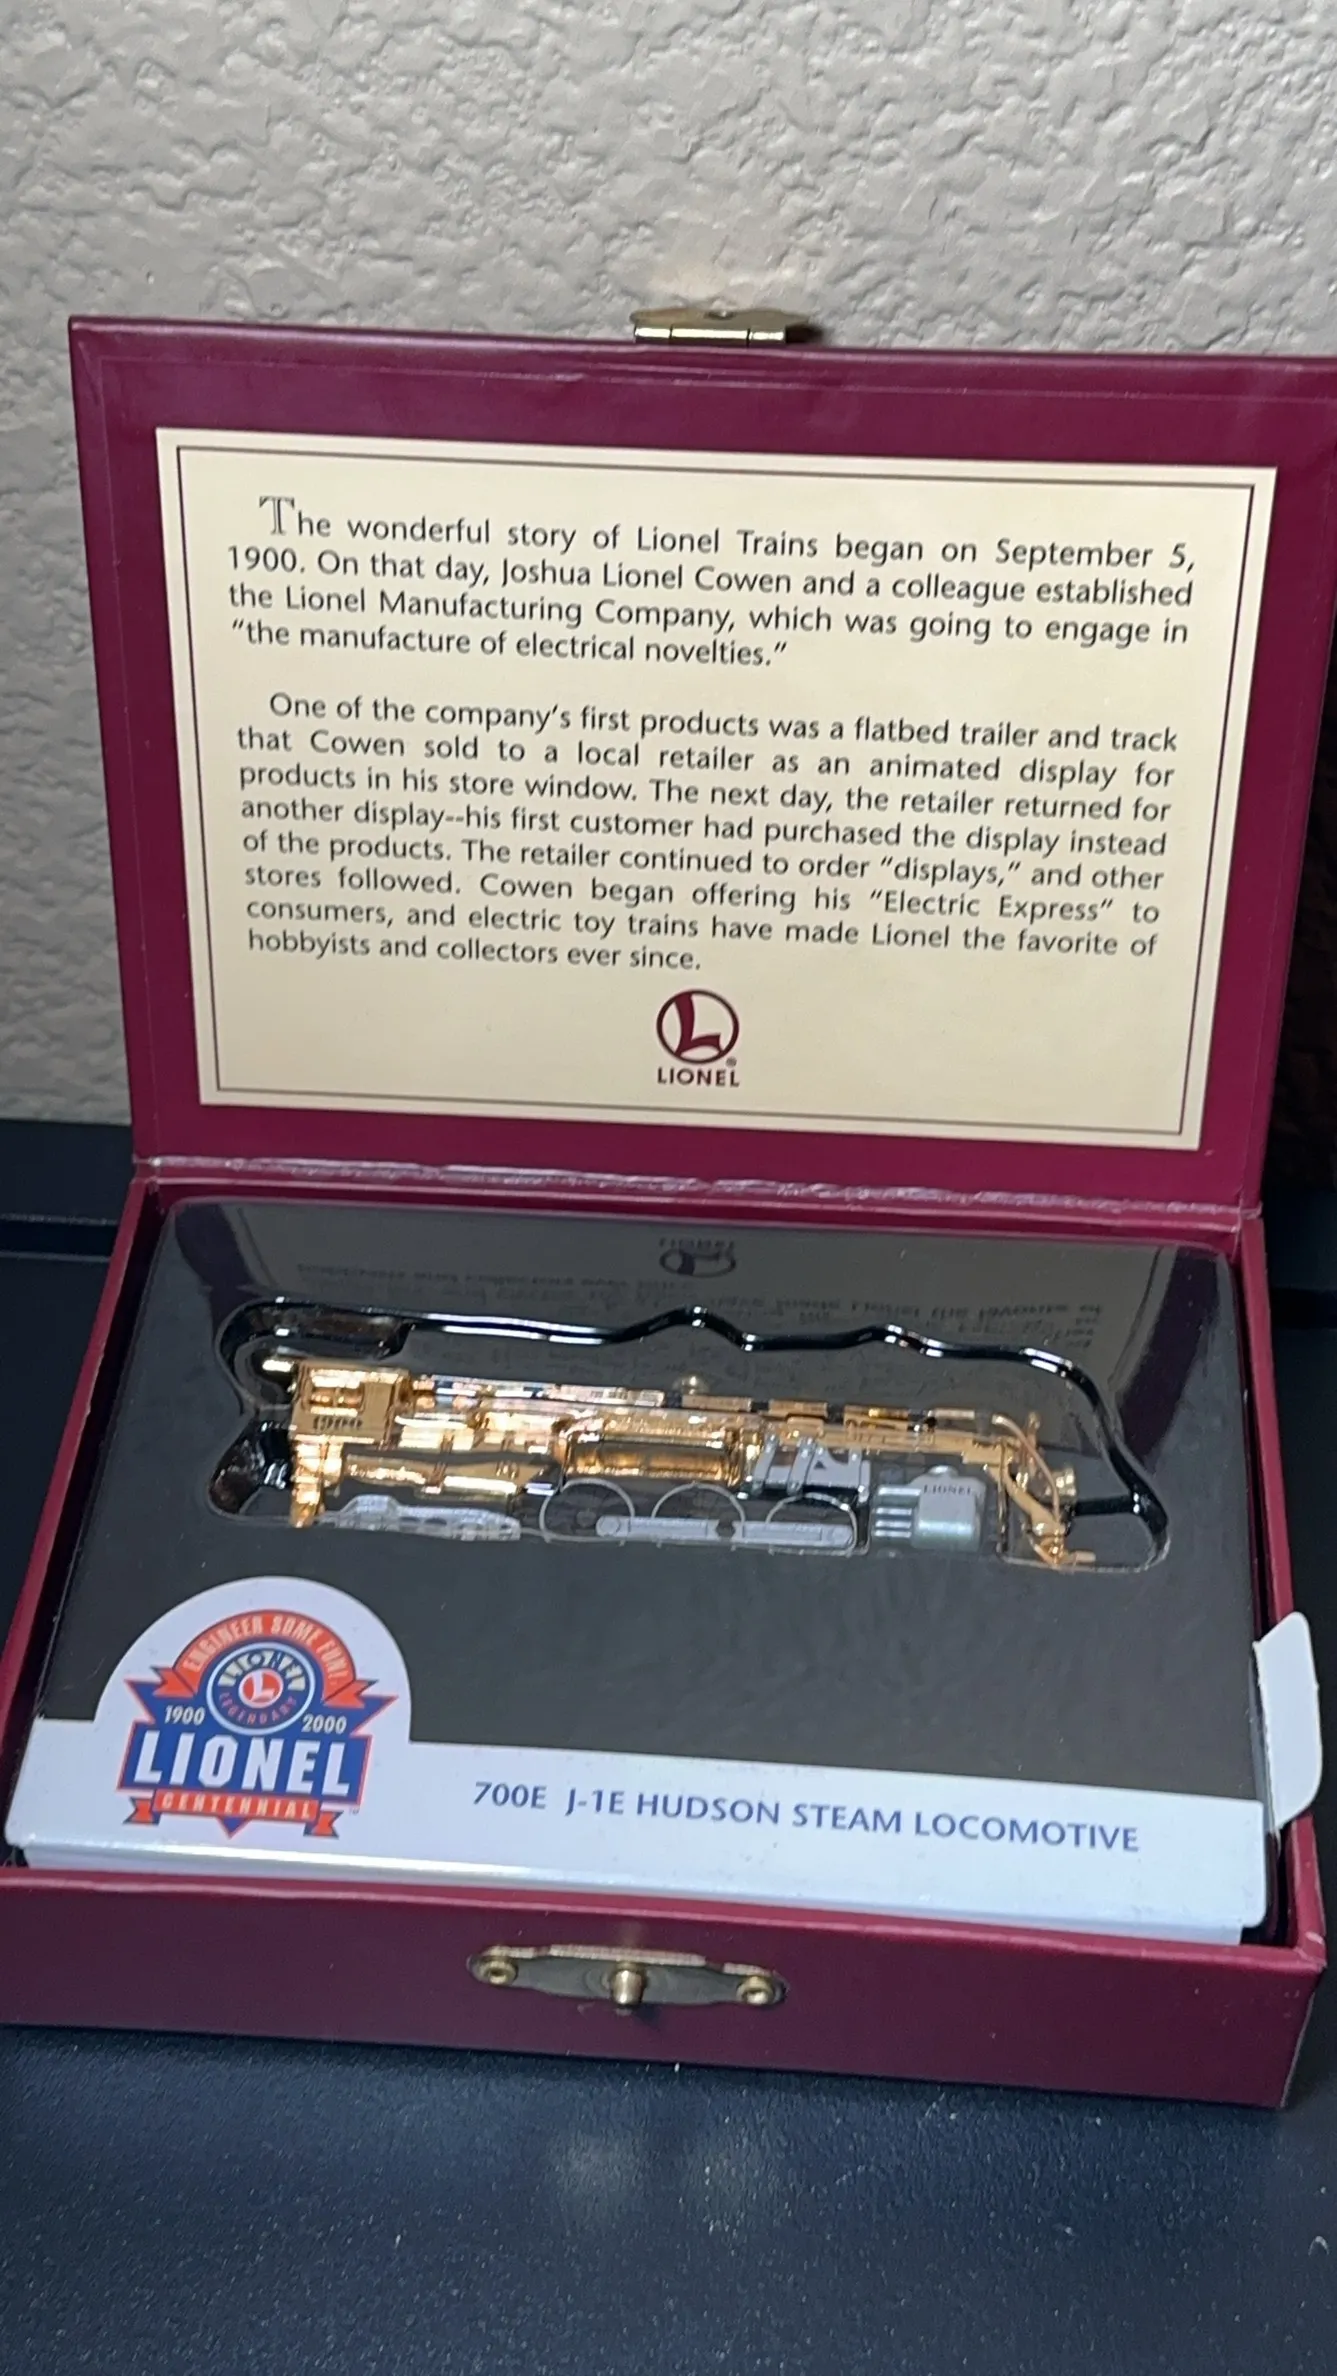 The wonderful story of Lionel Trains began on September 5,
1900. On that day, Joshua Lionel Cowen and a colleague established
the Lionel Manufacturing Company, which was going to engage in
"the manufacture of electrical novelties."
One of the company's first products was a flatbed trailer and track
that Cowen sold to a local retailer as an animated display for
products in his store window. The next day, the retailer returned for
another display--his first customer had purchased the display instead
of the products. The retailer continued to order "displays," and other
stores followed. Cowen began offering his "Electric Express" to
consumers, and electric toy trains have made Lionel the favorite of
hobbyists and collectors ever since.
L®
LIONEL
1900
LIONEL
ENGINEER SOME FUN!
LIONEL
L
LEGENDARY
1900 2000
LIONEL
CENTENNIAL
700E J-1E HUDSON STEAM LOCOMOTIVE